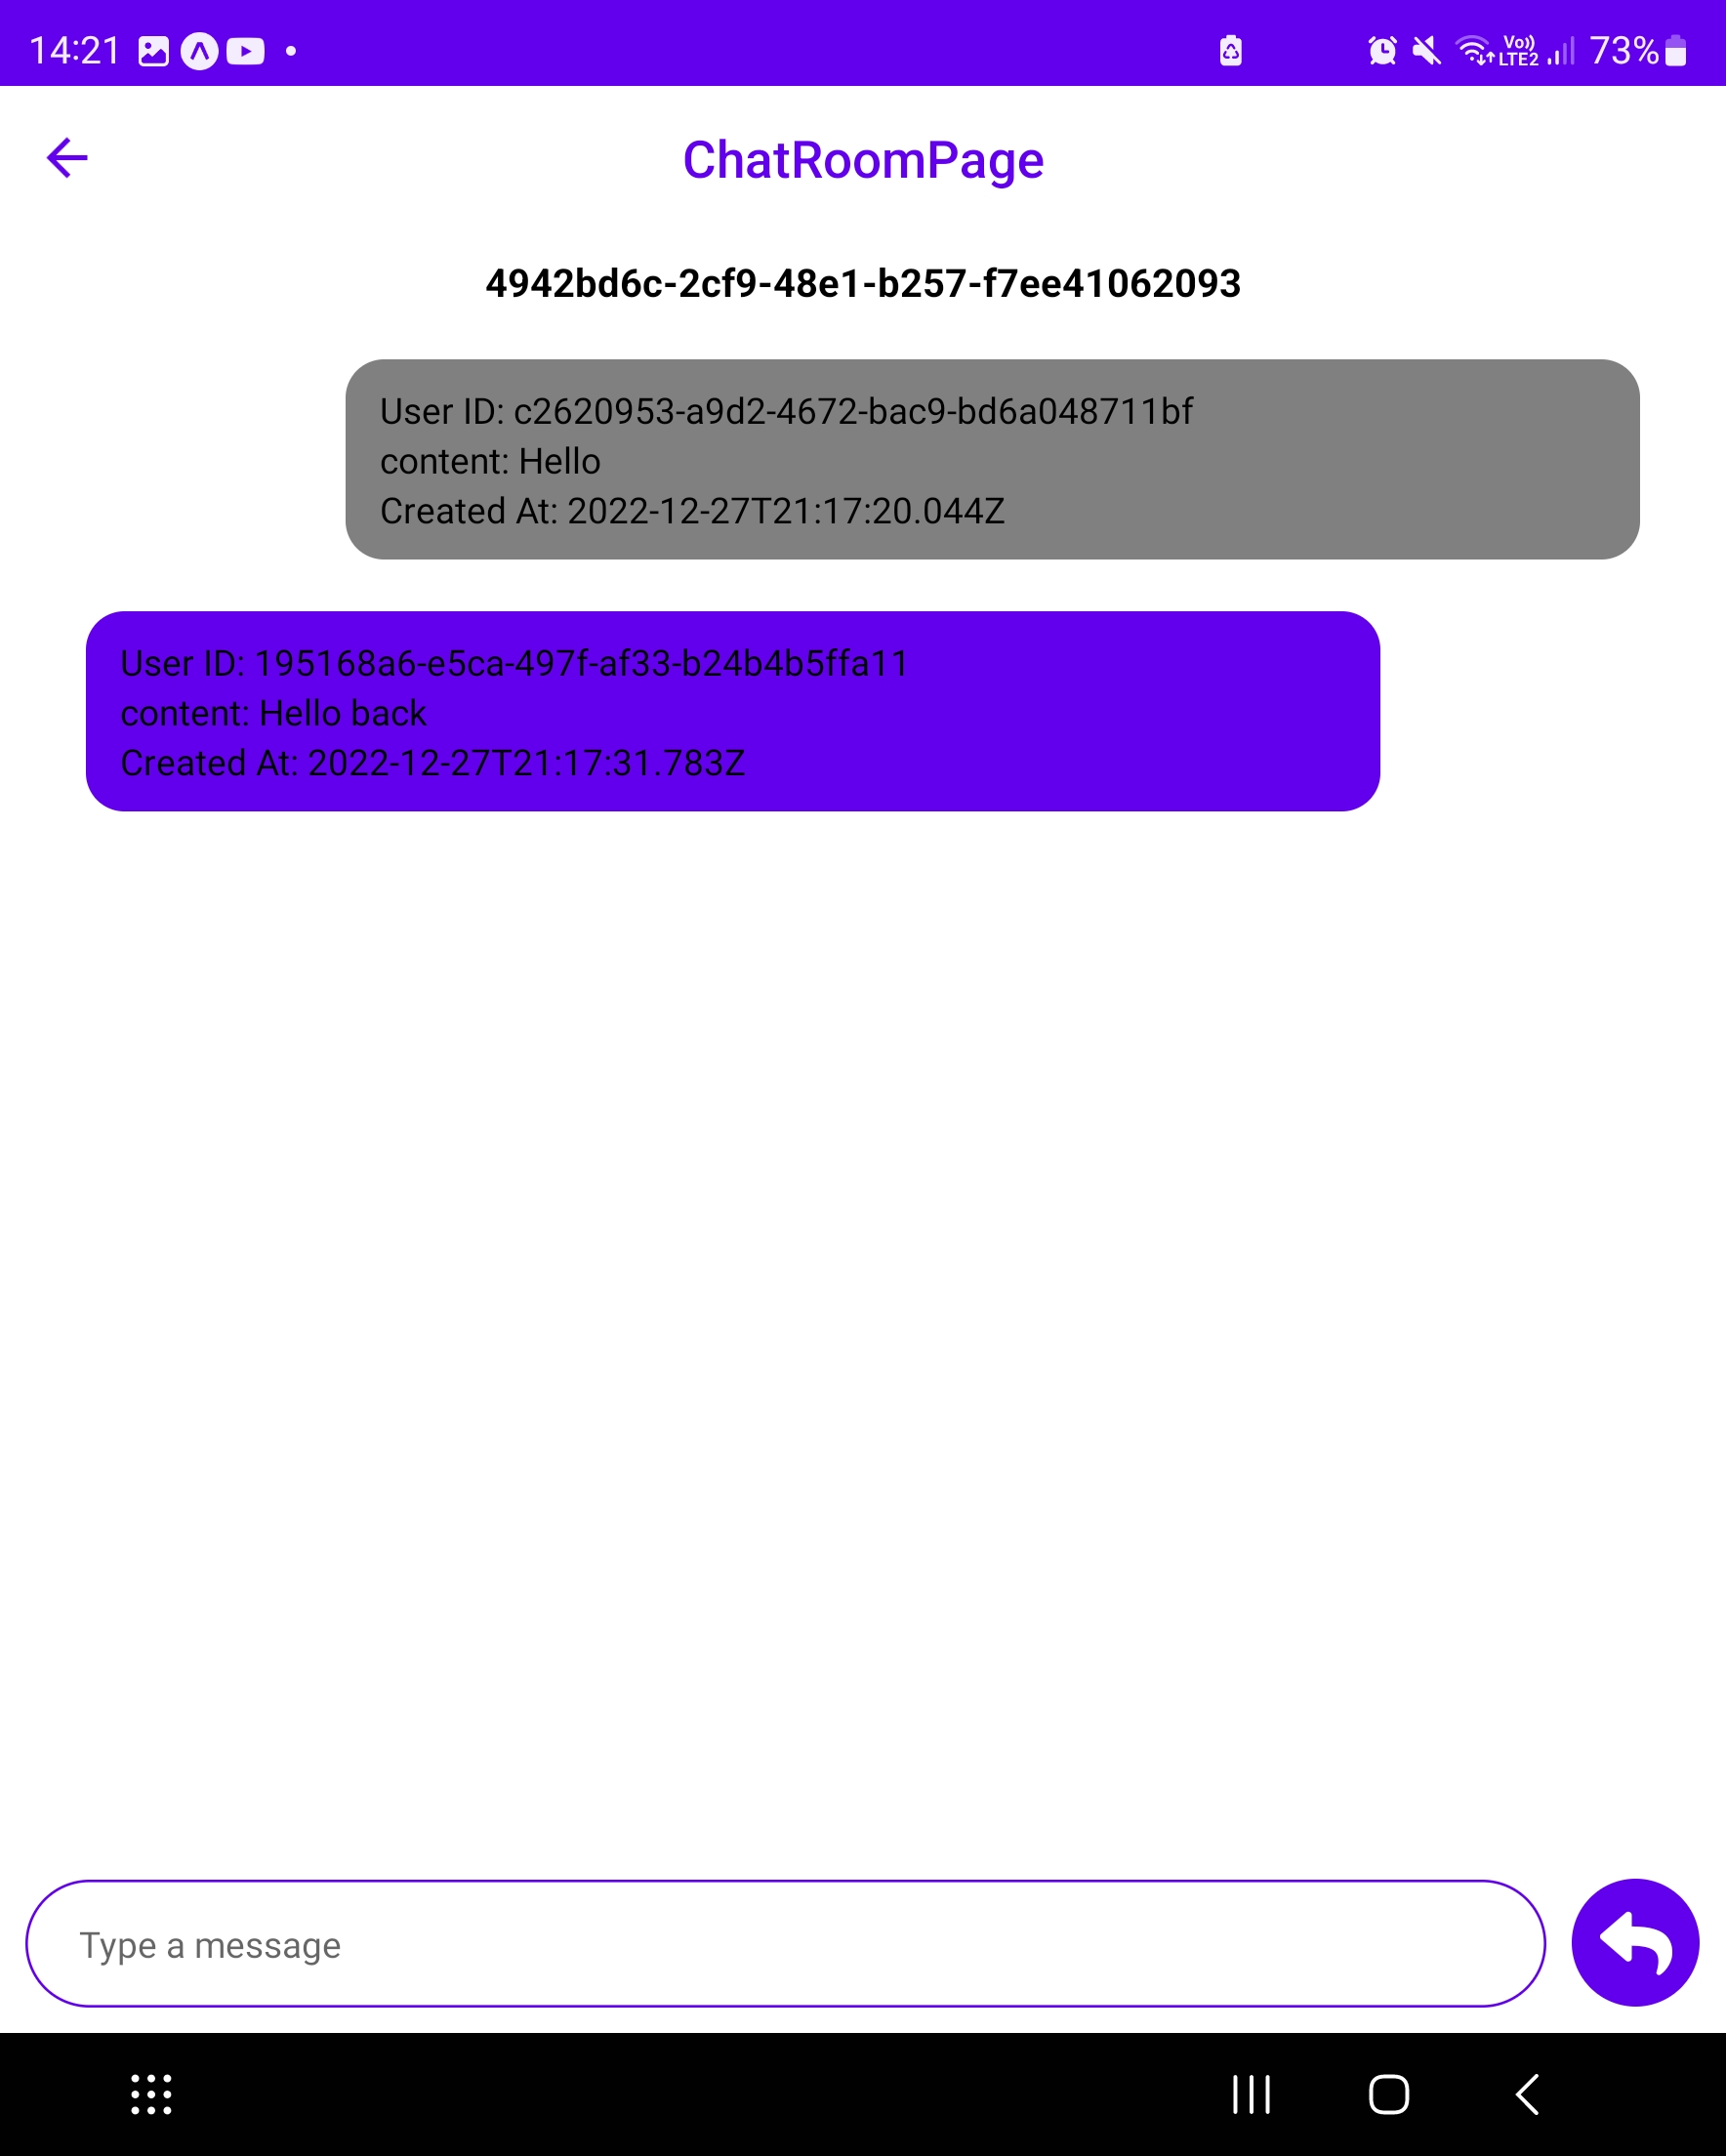 14:21
Vo))
LTE2
73%
ChatRoomPage
4942bd6c-2cf9-48e1-b257-f7ee41062093
User ID: c2620953-a9d2-4672-bac9-bd6a048711bf
content: Hello
Created At: 2022-12-27T21:17:20.044Z
User ID: 195168a6-e5ca-497f-af33-b24b4b5ffa11
content: Hello back
Created At: 2022-12-27T21:17:31.783Z
Type a message